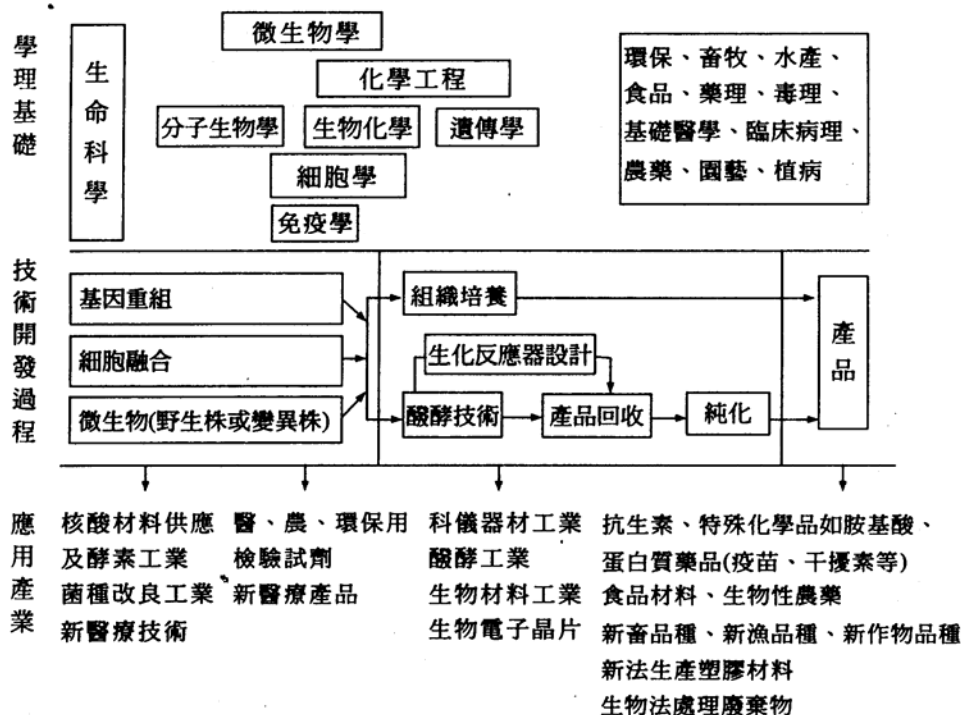 學理基礎
生命科學
微生物學
化學工程
分子生物學
生物化學
遺傳學
細胞學
免疫學
環保、畜牧、水產、
食品、藥理、毒理、
基礎醫學、臨床病理、
農藥、園藝、植病
技術開發過程
基因重組
細胞融合
微生物(野生株或變異株)
組織培養
生化反應器設計
醱酵技術
產品回收
純化
產品
應用產業
核酸材料供應
及酵素工業
菌種改良工業
新醫療技術
醫、農、環保用
檢驗試劑
新醫療產品
科儀器材工業
醱酵工業
生物材料工業
生物電子晶片
抗生素、特殊化學品如胺基酸、
蛋白質藥品(疫苗、干擾素等)
食品材料、生物性農藥
新畜品種、新漁品種、新作物品種
新法生產塑膠材料
生物法處理廢棄物